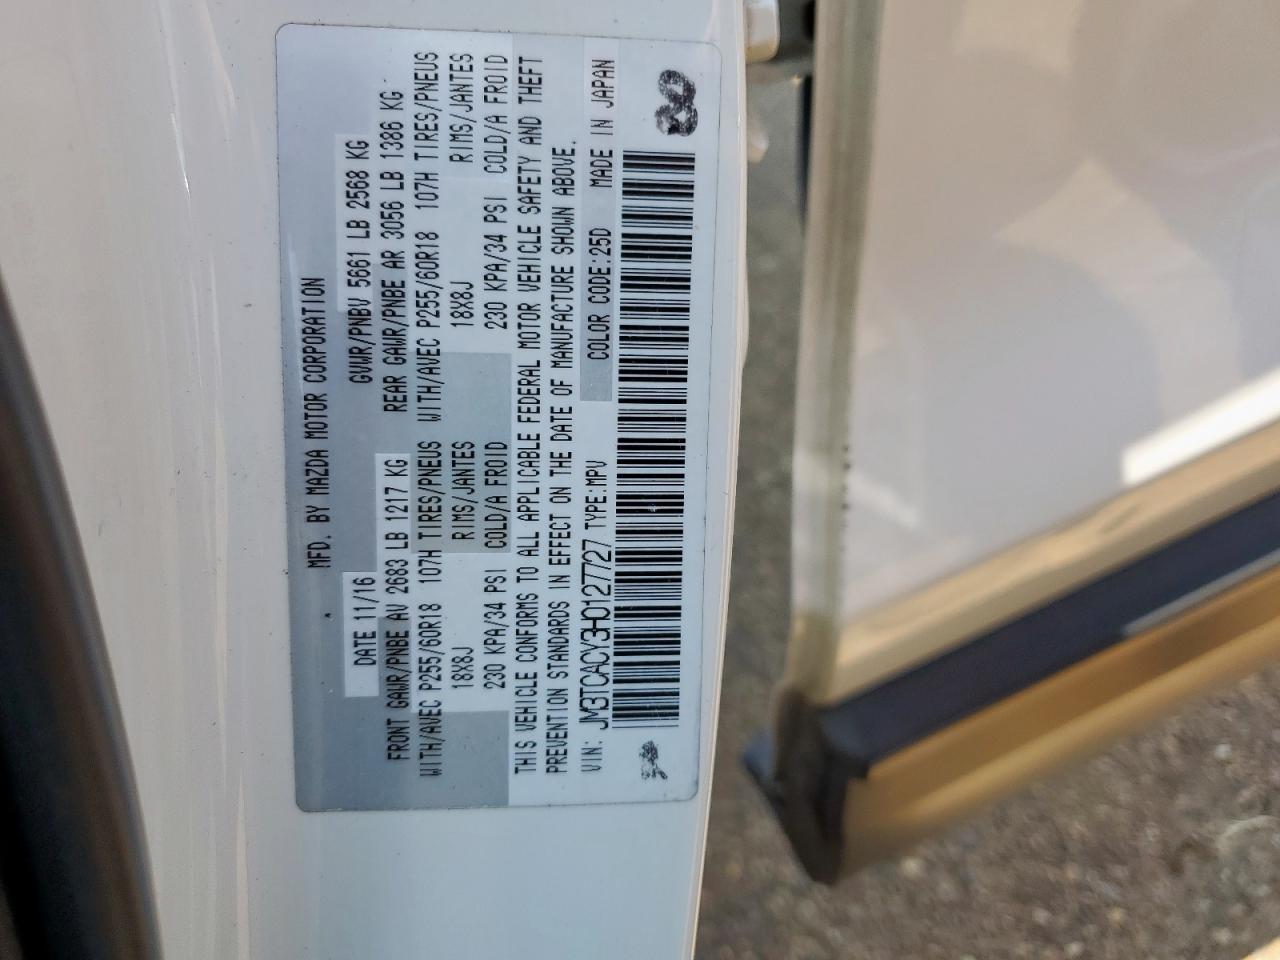 MFD. BY MAZDA MOTOR CORPORATION
DATE 11/16 GVWR/PNBV 5661 LB 2568 KG
FRONT GAWR/PNBE AV 2683 LB 1217 KG REAR GAWR/PNBE AR 3056 LB 1386 KG
WITH/AVEC P255/60R18 107H TIRES/PNEUS WITH/AVEC P255/60R18 107H TIRES/PNEUS
18X8J RIMS/JANTES 18X8J RIMS/JANTES
230 KPA/34 PSI COLD/A FROID 230 KPA/34 PSI COLD/A FROID
THIS VEHICLE CONFORMS TO ALL APPLICABLE FEDERAL MOTOR VEHICLE SAFETY AND THEFT
PREVENTION STANDARDS IN EFFECT ON THE DATE OF MANUFACTURE SHOWN ABOVE.
VIN: JM3TCACY3H0127727 TYPE:MPV COLOR CODE:25D MADE IN JAPAN